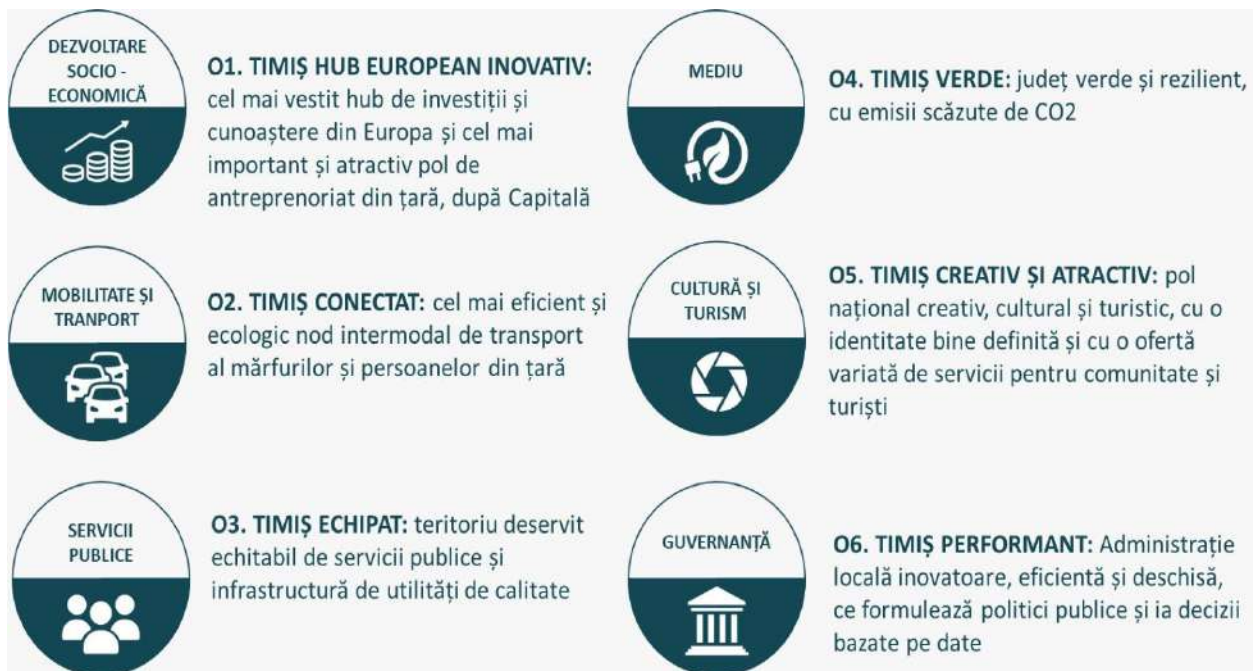 DEZVOLTARE
SOCIO -
ECONOMICĂ
O1. TIMIȘ HUB EUROPEAN INOVATIV:
cel mai vestit hub de investiții și
cunoaștere din Europa și cel mai
important și atractiv pol de
antreprenoriat din țară, după Capitală
MOBILITATE ȘI
TRANPORT
O2. TIMIȘ CONECTAT: cel mai eficient și
ecologic nod intermodal de transport
al mărfurilor și persoanelor din țară
SERVICII
PUBLICE
O3. TIMIȘ ECHIPAT: teritoriu deservit
echitabil de servicii publice și
infrastructură de utilități de calitate
MEDIU
O4. TIMIȘ VERDE: județ verde și rezilient,
cu emisii scăzute de CO2
CULTURĂ ȘI
TURISM
O5. TIMIȘ CREATIV ȘI ATRACTIV: pol
național creativ, cultural și turistic, cu o
identitate bine definită și cu o ofertă
variată de servicii pentru comunitate și
turiști
GUVERNANȚĂ
O6. TIMIȘ PERFORMANT: Administrație
locală inovatoare, eficientă și deschisă,
ce formulează politici publice și ia decizii
bazate pe date